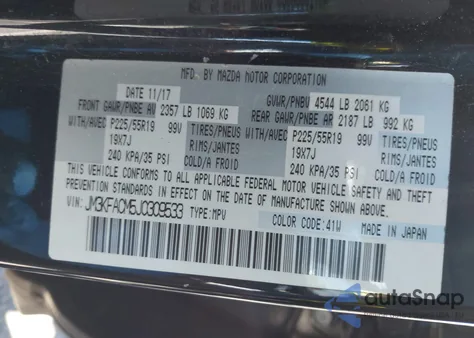 MFD. BY MAZDA MOTOR CORPORATION
DATE 11/17 GVWR/PNBV 4544 LB 2061 KG
FRONT GAWR/PNBE AV 2357 LB 1069 KG REAR GAWR/PNBE AR 2187 LB 992 KG
WITH/AVEC P225/55R19 99V TIRES/PNEUS WITH/AVEC P225/55R19 99V TIRES/PNEUS
19X7J RIMS/JANTES 19X7J RIMS/JANTES
240 KPA/35 PSI COLD/A FROID 240 KPA/35 PSI COLD/A FROID
THIS VEHICLE CONFORMS TO ALL APPLICABLE FEDERAL MOTOR VEHICLE SAFETY AND THEFT
PREVENTION STANDARDS IN EFFECT ON THE DATE OF MANUFACTURE SHOWN ABOVE.
VIN: JM3KFACM5J0309533 TYPE:MPV COLOR CODE:41W MADE IN JAPAN
autoSnap